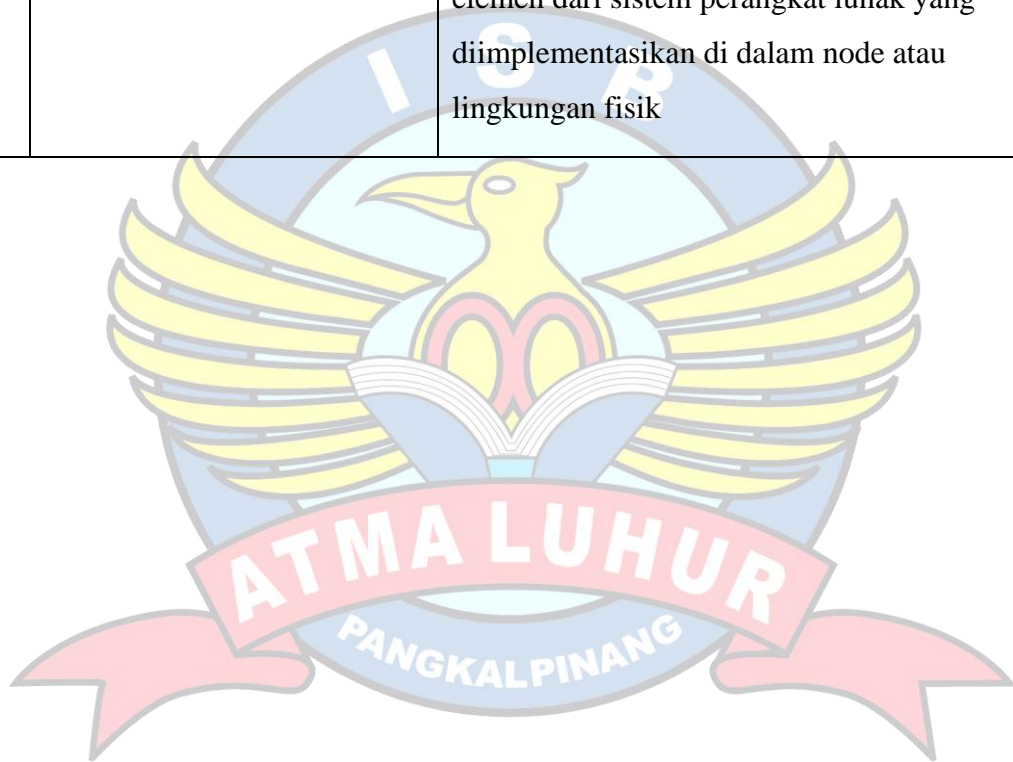 elemen dari sistem perangkat lunak yang
diimplementasikan di dalam node atau
lingkungan fisik
I S B
ATMA LUHUR
PANGKALPINANG